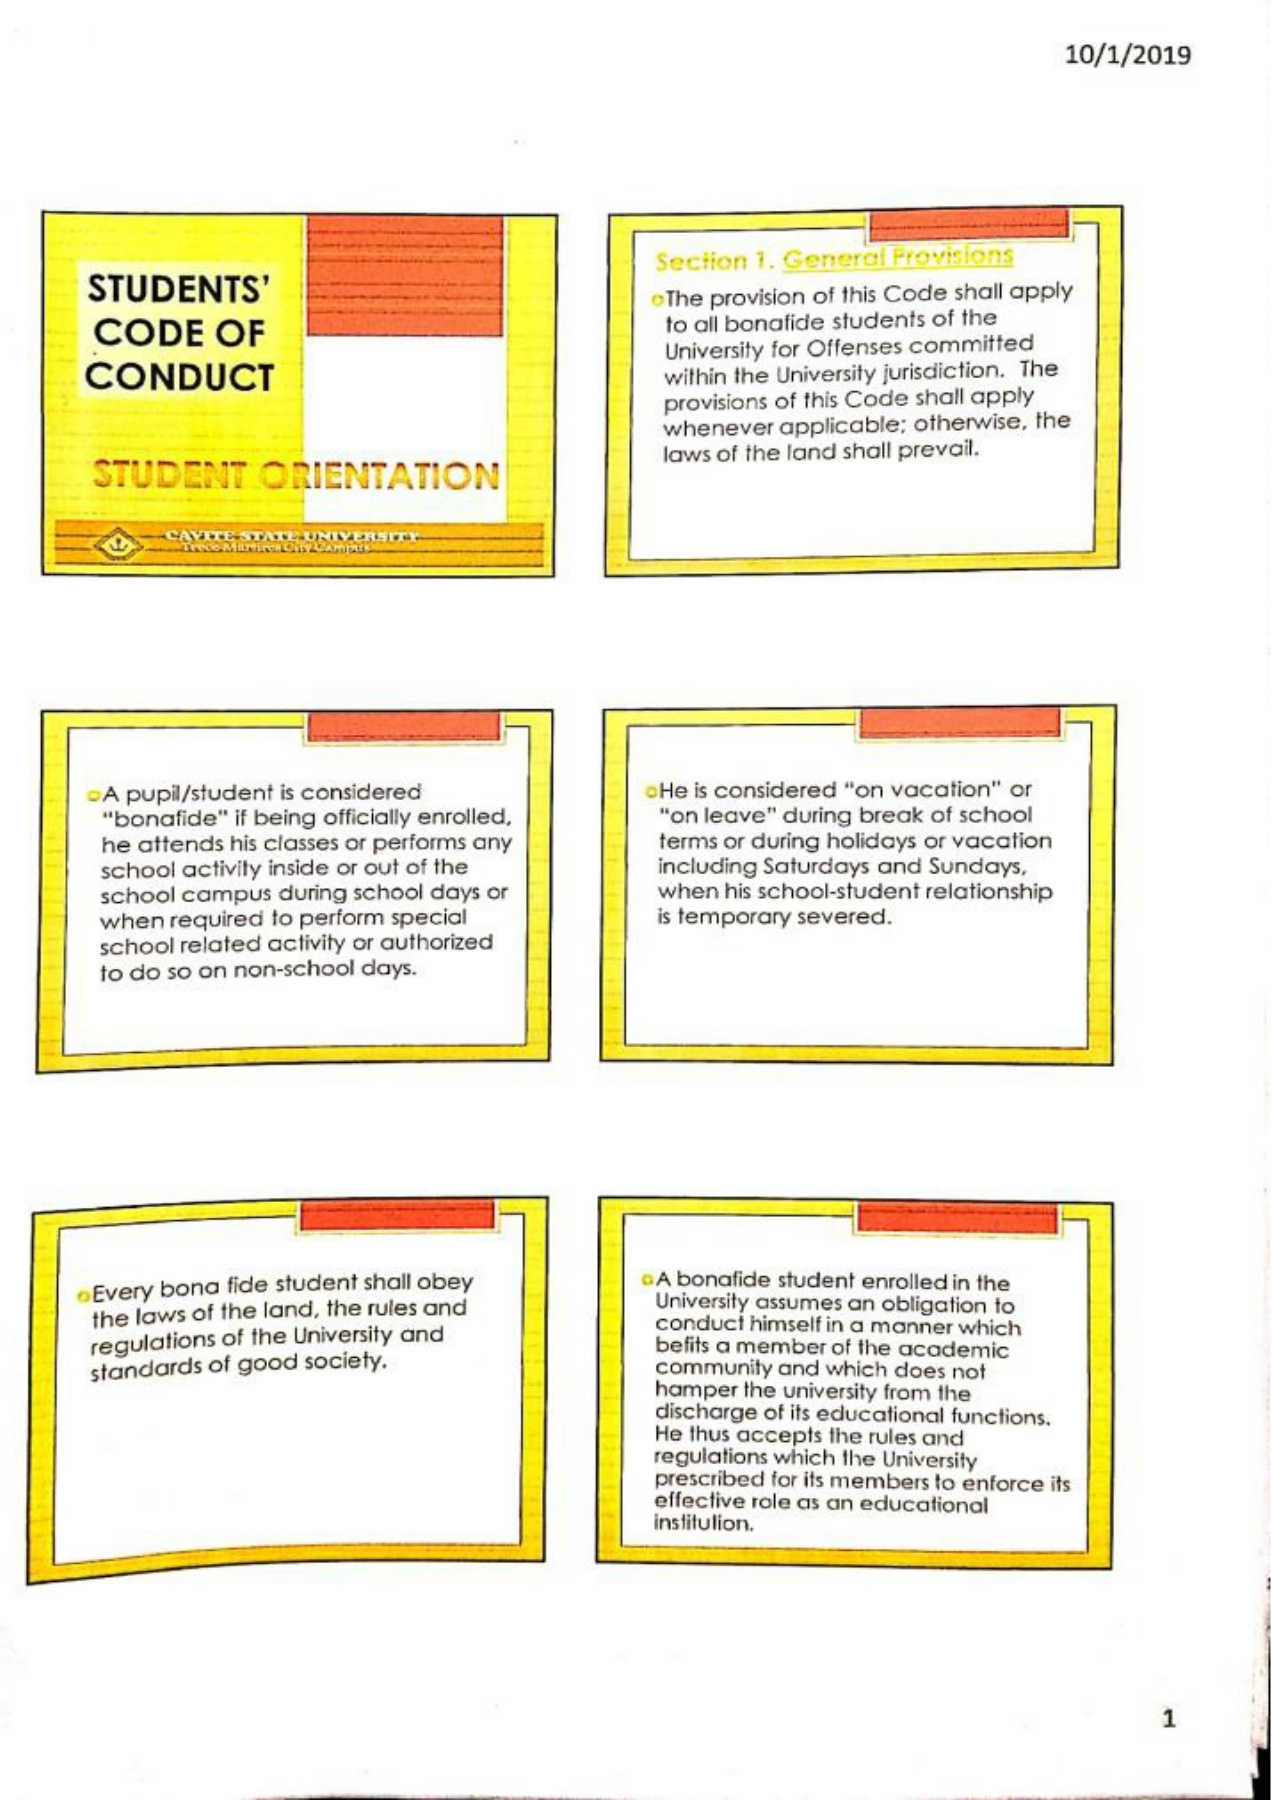 10/1/2019
STUDENTS'
CODE OF
CONDUCT
STUDENT ORIENTATION
CAVITE STATE UNIVERSITY
Trece Martires City Campus
Section 1. General Provisions
The provision of this Code shall apply
to all bonafide students of the
University for Offenses committed
within the University jurisdiction. The
provisions of this Code shall apply
whenever applicable; otherwise, the
laws of the land shall prevail.
A pupil/student is considered
"bonafide" if being officially enrolled,
he attends his classes or performs any
school activity inside or out of the
school campus during school days or
when required to perform special
school related activity or authorized
to do so on non-school days.
He is considered "on vacation" or
"on leave" during break of school
terms or during holidays or vacation
including Saturdays and Sundays,
when his school-student relationship
is temporary severed.
Every bona fide student shall obey
the laws of the land, the rules and
regulations of the University and
standards of good society.
A bonafide student enrolled in the
University assumes an obligation to
conduct himself in a manner which
befits a member of the academic
community and which does not
hamper the university from the
discharge of its educational functions.
He thus accepts the rules and
regulations which the University
prescribed for its members to enforce its
effective role as an educational
institution.
1